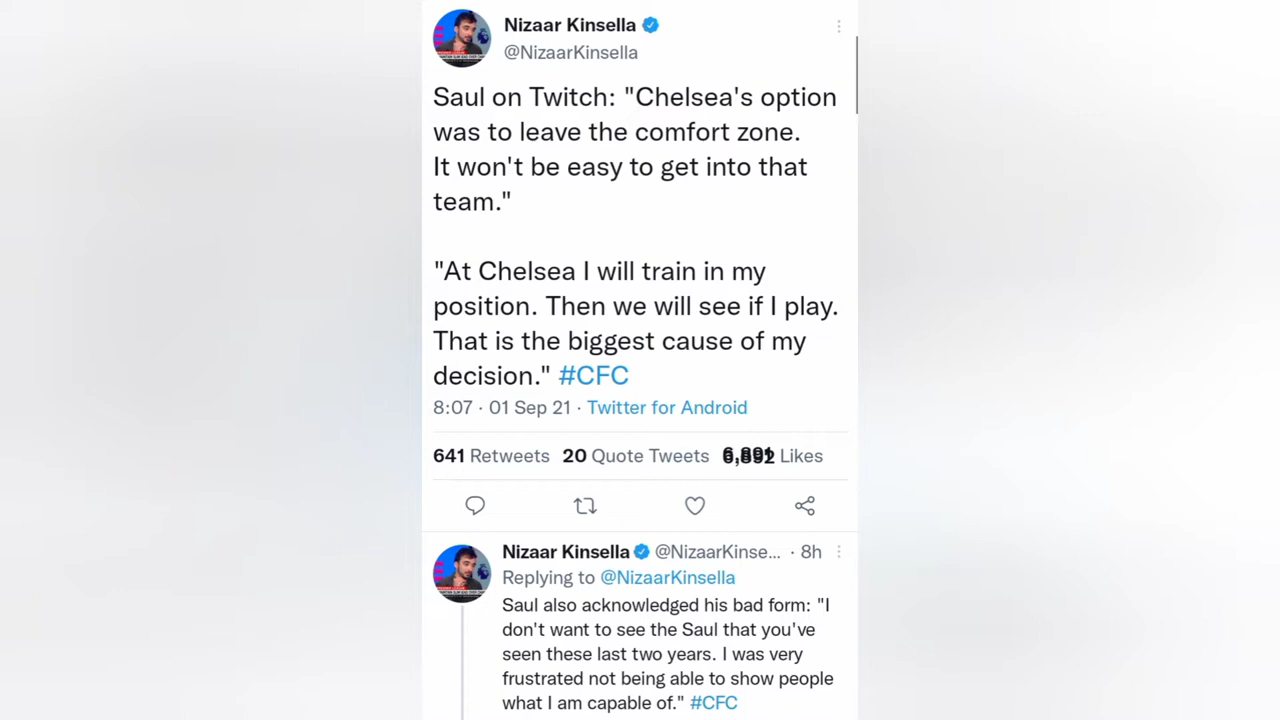 Nizaar Kinsella
@NizaarKinsella
Saul on Twitch: "Chelsea's option
was to leave the comfort zone.
It won't be easy to get into that
team."
"At Chelsea I will train in my
position. Then we will see if I play.
That is the biggest cause of my
decision." #CFC
8:07 · 01 Sep 21 · Twitter for Android
641 Retweets 20 Quote Tweets Likes
Nizaar Kinsella @NizaarKinse... · 8h
Replying to @NizaarKinsella
Saul also acknowledged his bad form: "I
don't want to see the Saul that you've
seen these last two years. I was very
frustrated not being able to show people
what I am capable of." #CFC